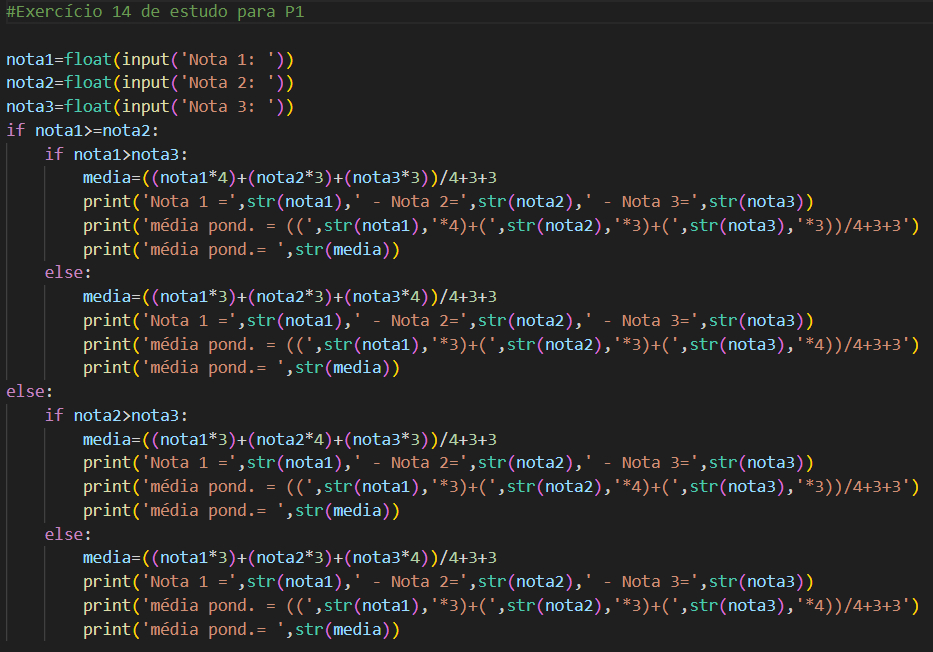 #Exercício 14 de estudo para P1
nota1=float(input('Nota 1: '))
nota2=float(input('Nota 2: '))
nota3=float(input('Nota 3: '))
if nota1>=nota2:
    if nota1>nota3:
        media=((nota1*4)+(nota2*3)+(nota3*3))/4+3+3
        print('Nota 1 =',str(nota1),' - Nota 2=',str(nota2),' - Nota 3=',str(nota3))
        print('média pond. = ((',str(nota1),'*4)+(',str(nota2),'*3)+(',str(nota3),'*3))/4+3+3')
        print('média pond.= ',str(media))
    else:
        media=((nota1*3)+(nota2*3)+(nota3*4))/4+3+3
        print('Nota 1 =',str(nota1),' - Nota 2=',str(nota2),' - Nota 3=',str(nota3))
        print('média pond. = ((',str(nota1),'*3)+(',str(nota2),'*3)+(',str(nota3),'*4))/4+3+3')
        print('média pond.= ',str(media))
else:
    if nota2>nota3:
        media=((nota1*3)+(nota2*4)+(nota3*3))/4+3+3
        print('Nota 1 =',str(nota1),' - Nota 2=',str(nota2),' - Nota 3=',str(nota3))
        print('média pond. = ((',str(nota1),'*3)+(',str(nota2),'*4)+(',str(nota3),'*3))/4+3+3')
        print('média pond.= ',str(media))
    else:
        media=((nota1*3)+(nota2*3)+(nota3*4))/4+3+3
        print('Nota 1 =',str(nota1),' - Nota 2=',str(nota2),' - Nota 3=',str(nota3))
        print('média pond. = ((',str(nota1),'*3)+(',str(nota2),'*3)+(',str(nota3),'*4))/4+3+3')
        print('média pond.= ',str(media))